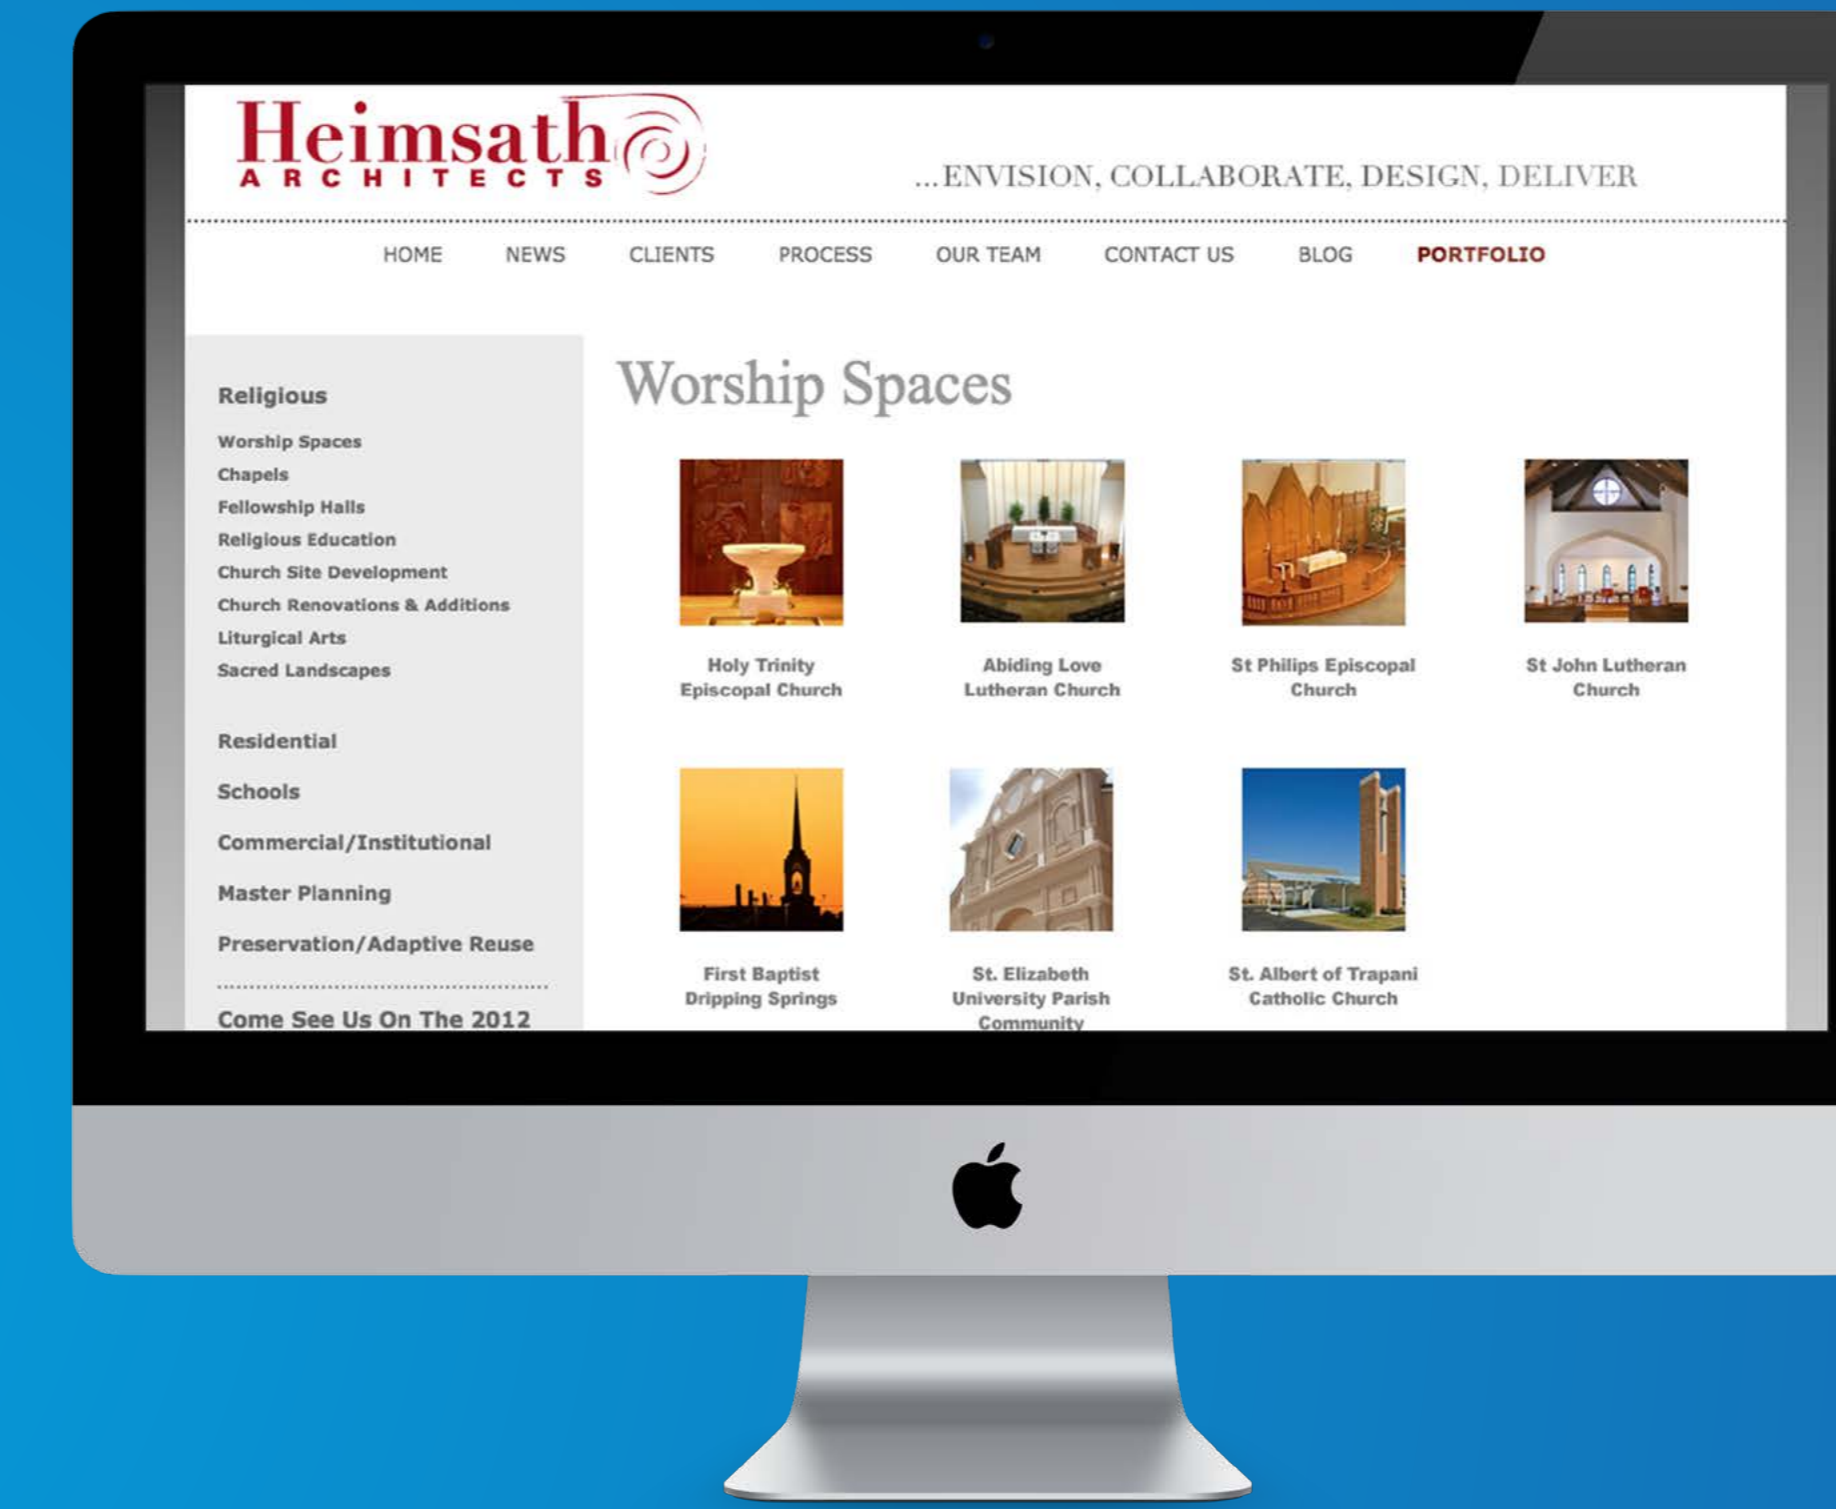 Heimsath
ARCHITECTS
...ENVISION, COLLABORATE, DESIGN, DELIVER
HOME NEWS CLIENTS PROCESS OUR TEAM CONTACT US BLOG PORTFOLIO
Religious
Worship Spaces
Chapels
Fellowship Halls
Religious Education
Church Site Development
Church Renovations & Additions
Liturgical Arts
Sacred Landscapes
Residential
Schools
Commercial/Institutional
Master Planning
Preservation/Adaptive Reuse
Come See Us On The 2012
Worship Spaces
Holy Trinity
Episcopal Church
Abiding Love
Lutheran Church
St Philips Episcopal
Church
St John Lutheran
Church
First Baptist
Dripping Springs
St. Elizabeth
University Parish
Community
St. Albert of Trapani
Catholic Church